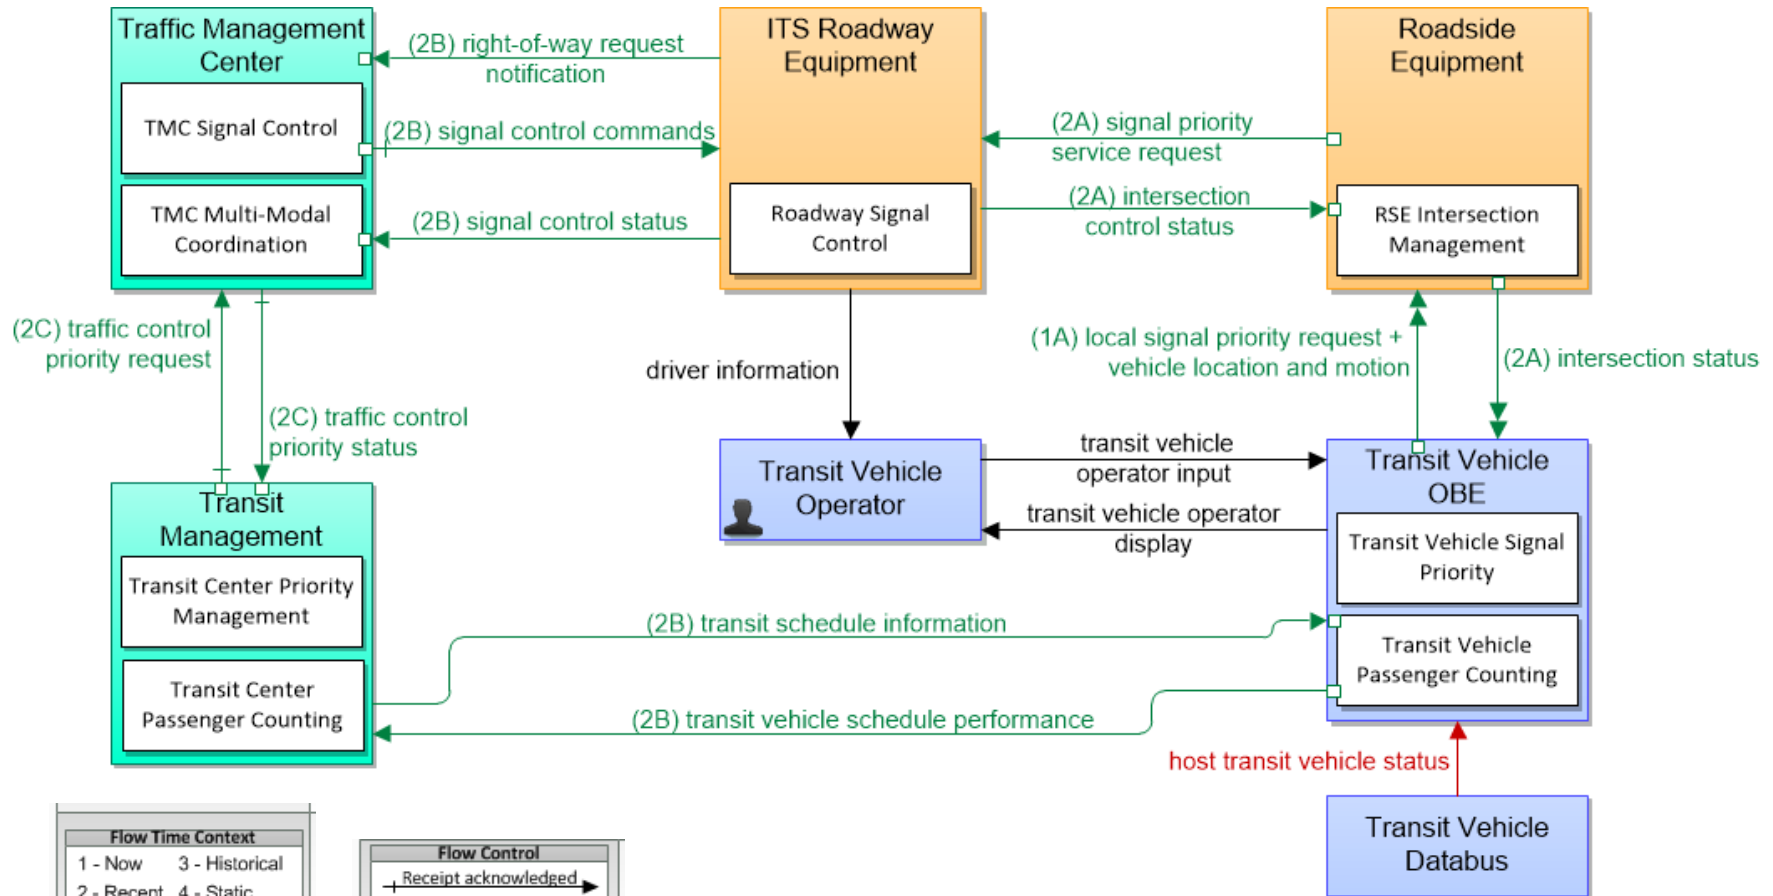 Traffic Management
Center
TMC Signal Control
TMC Multi-Modal
Coordination
(2B) right-of-way request
notification
(2B) signal control commands
(2B) signal control status
ITS Roadway
Equipment
Roadway Signal
Control
(2A) signal priority
service request
(2A) intersection
control status
Roadside
Equipment
RSE Intersection
Management
(2C) traffic control
priority request
(2C) traffic control
priority status
driver information
(1A) local signal priority request +
vehicle location and motion
(2A) intersection status
Transit
Management
Transit Center Priority
Management
Transit Center
Passenger Counting
Transit Vehicle
Operator
transit vehicle
operator input
transit vehicle operator
display
Transit Vehicle
OBE
Transit Vehicle Signal
Priority
Transit Vehicle
Passenger Counting
(2B) transit schedule information
(2B) transit vehicle schedule performance
host transit vehicle status
Transit Vehicle
Databus
Flow Time Context
1 - Now 3 - Historical
2 - Recent 4 - Static
Flow Control
Receipt acknowledged